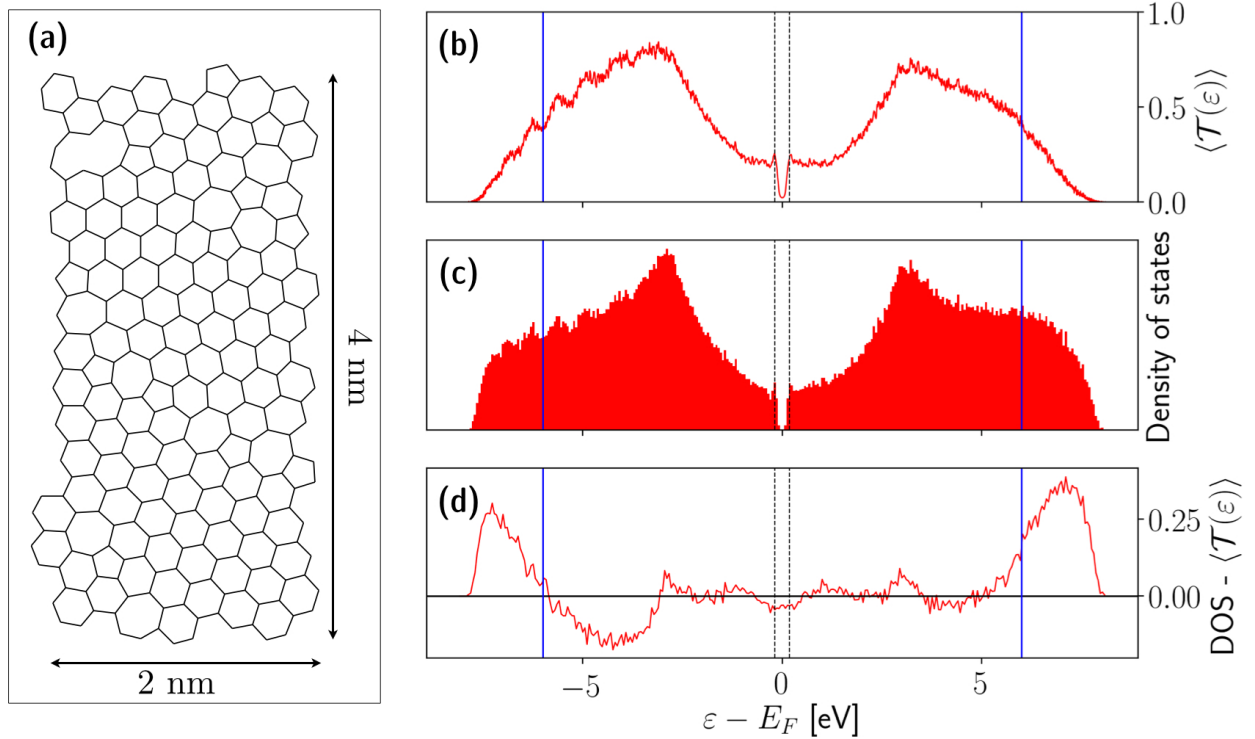 (a)
4 nm
2 nm
(b)
1.0
0.5
0.0
⟨𝒯(ε)⟩
(c)
Density of states
(d)
0.25
0.00
DOS - ⟨𝒯(ε)⟩
−5
0
5
ε − E_F [eV]